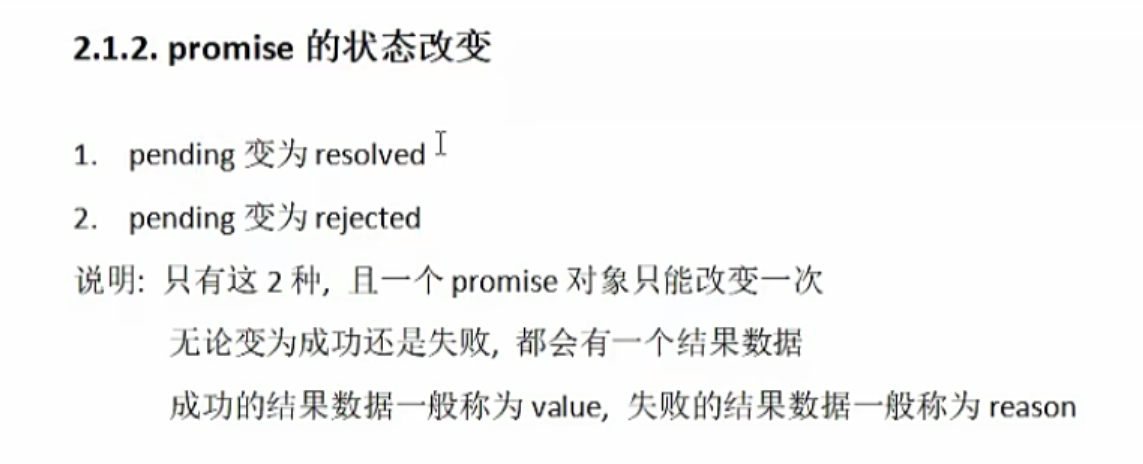 2.1.2. promise 的状态改变
1. pending 变为 resolved
2. pending 变为 rejected
说明: 只有这 2 种, 且一个 promise 对象只能改变一次
无论变为成功还是失败, 都会有一个结果数据
成功的结果数据一般称为 value, 失败的结果数据一般称为 reason